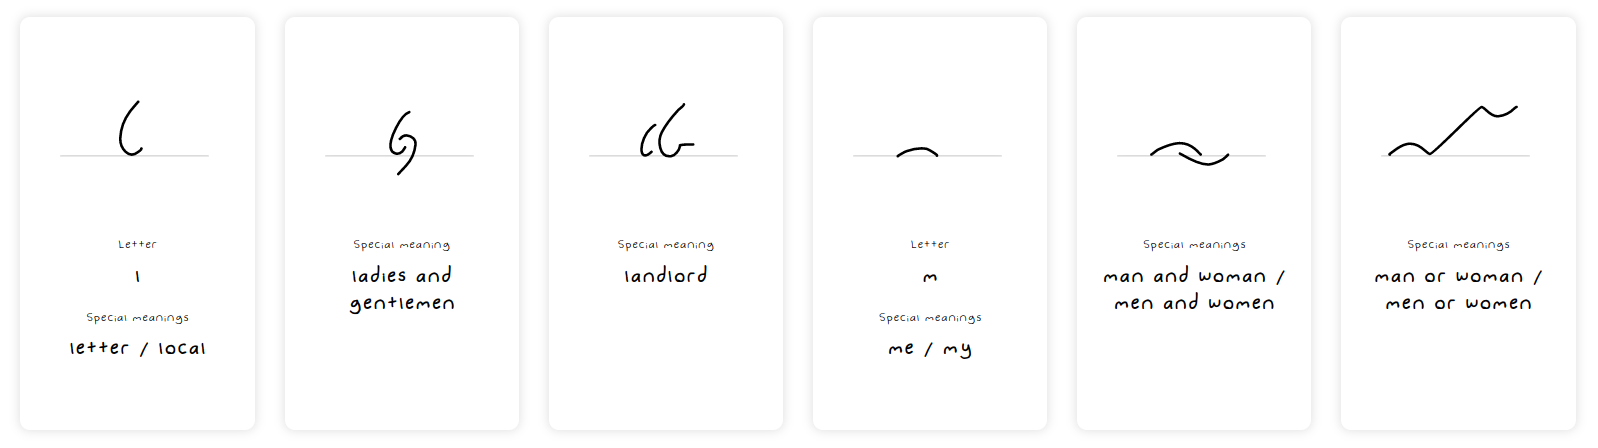 Letter
l
Special meanings
letter / local
Special meaning
ladies and
gentlemen
Special meaning
landlord
Letter
m
Special meanings
me / my
Special meanings
man and woman /
men and women
Special meanings
man or woman /
men or women